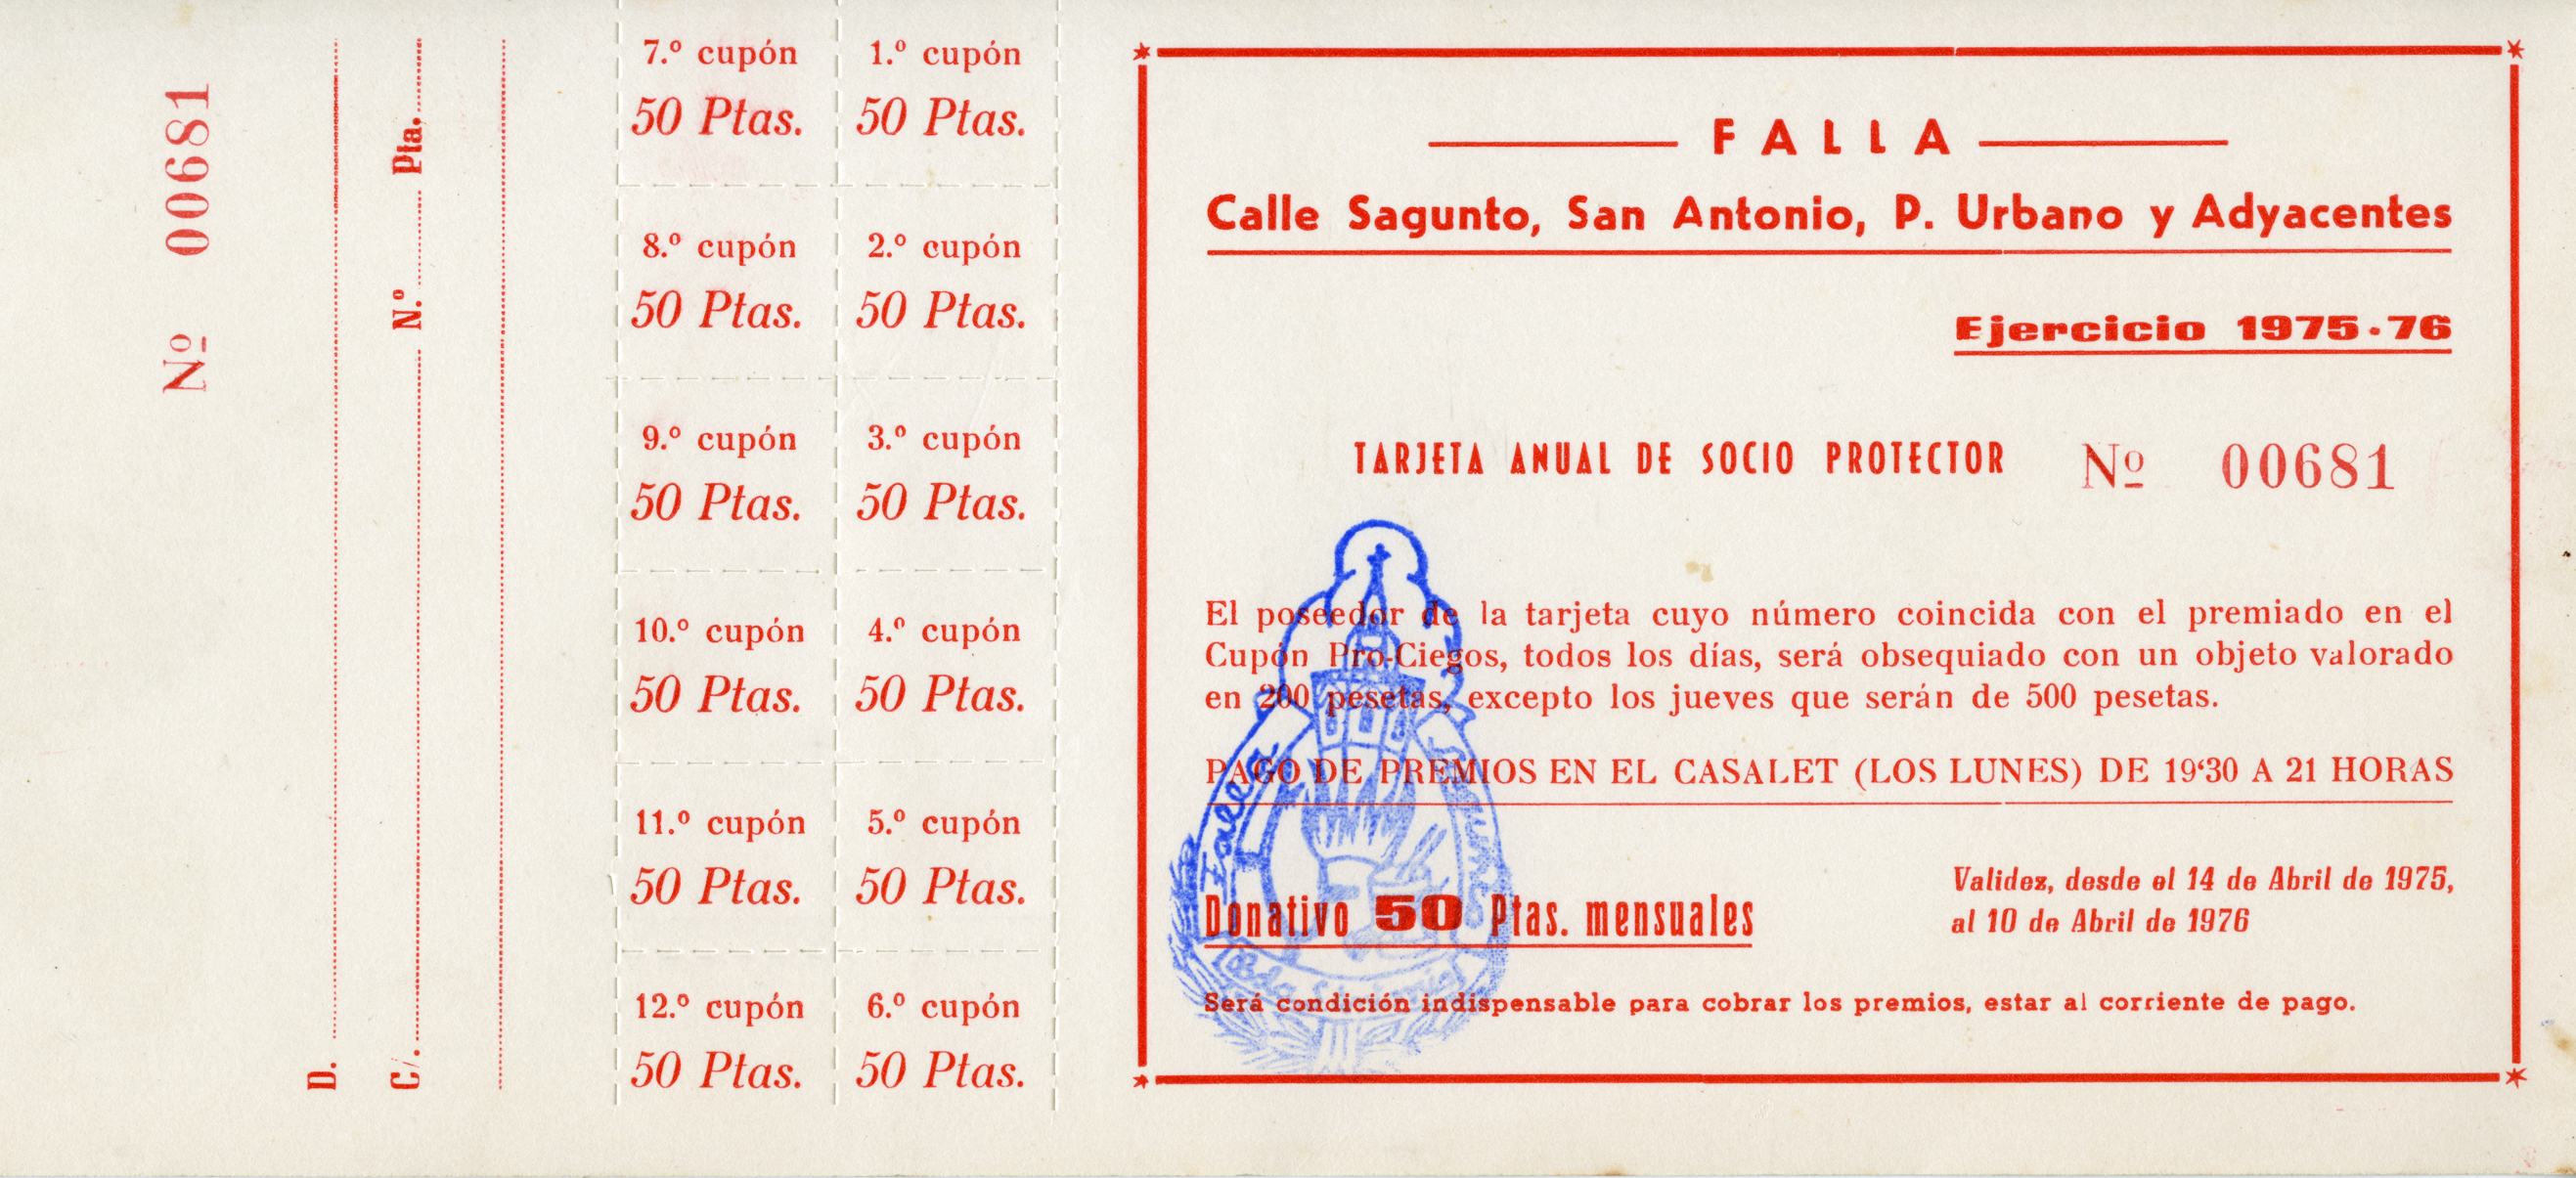 Nº 00681
D.
C/. Nº Pta.
7.º cupón
50 Ptas.
1.º cupón
50 Ptas.
8.º cupón
50 Ptas.
2.º cupón
50 Ptas.
9.º cupón
50 Ptas.
3.º cupón
50 Ptas.
10.º cupón
50 Ptas.
4.º cupón
50 Ptas.
11.º cupón
50 Ptas.
5.º cupón
50 Ptas.
12.º cupón
50 Ptas.
6.º cupón
50 Ptas.
FALLA
Calle Sagunto, San Antonio, P. Urbano y Adyacentes
Ejercicio 1975-76
TARJETA ANUAL DE SOCIO PROTECTOR Nº 00681
El poseedor de la tarjeta cuyo número coincida con el premiado en el
Cupón Pro-Ciegos, todos los días, será obsequiado con un objeto valorado
en 200 pesetas, excepto los jueves que serán de 500 pesetas.
PAGO DE PREMIOS EN EL CASALET (LOS LUNES) DE 19'30 A 21 HORAS
Donativo 50 Ptas. mensuales
Validez, desde el 14 de Abril de 1975,
al 10 de Abril de 1976
Será condición indispensable para cobrar los premios, estar al corriente de pago.
Falla
Sagunto